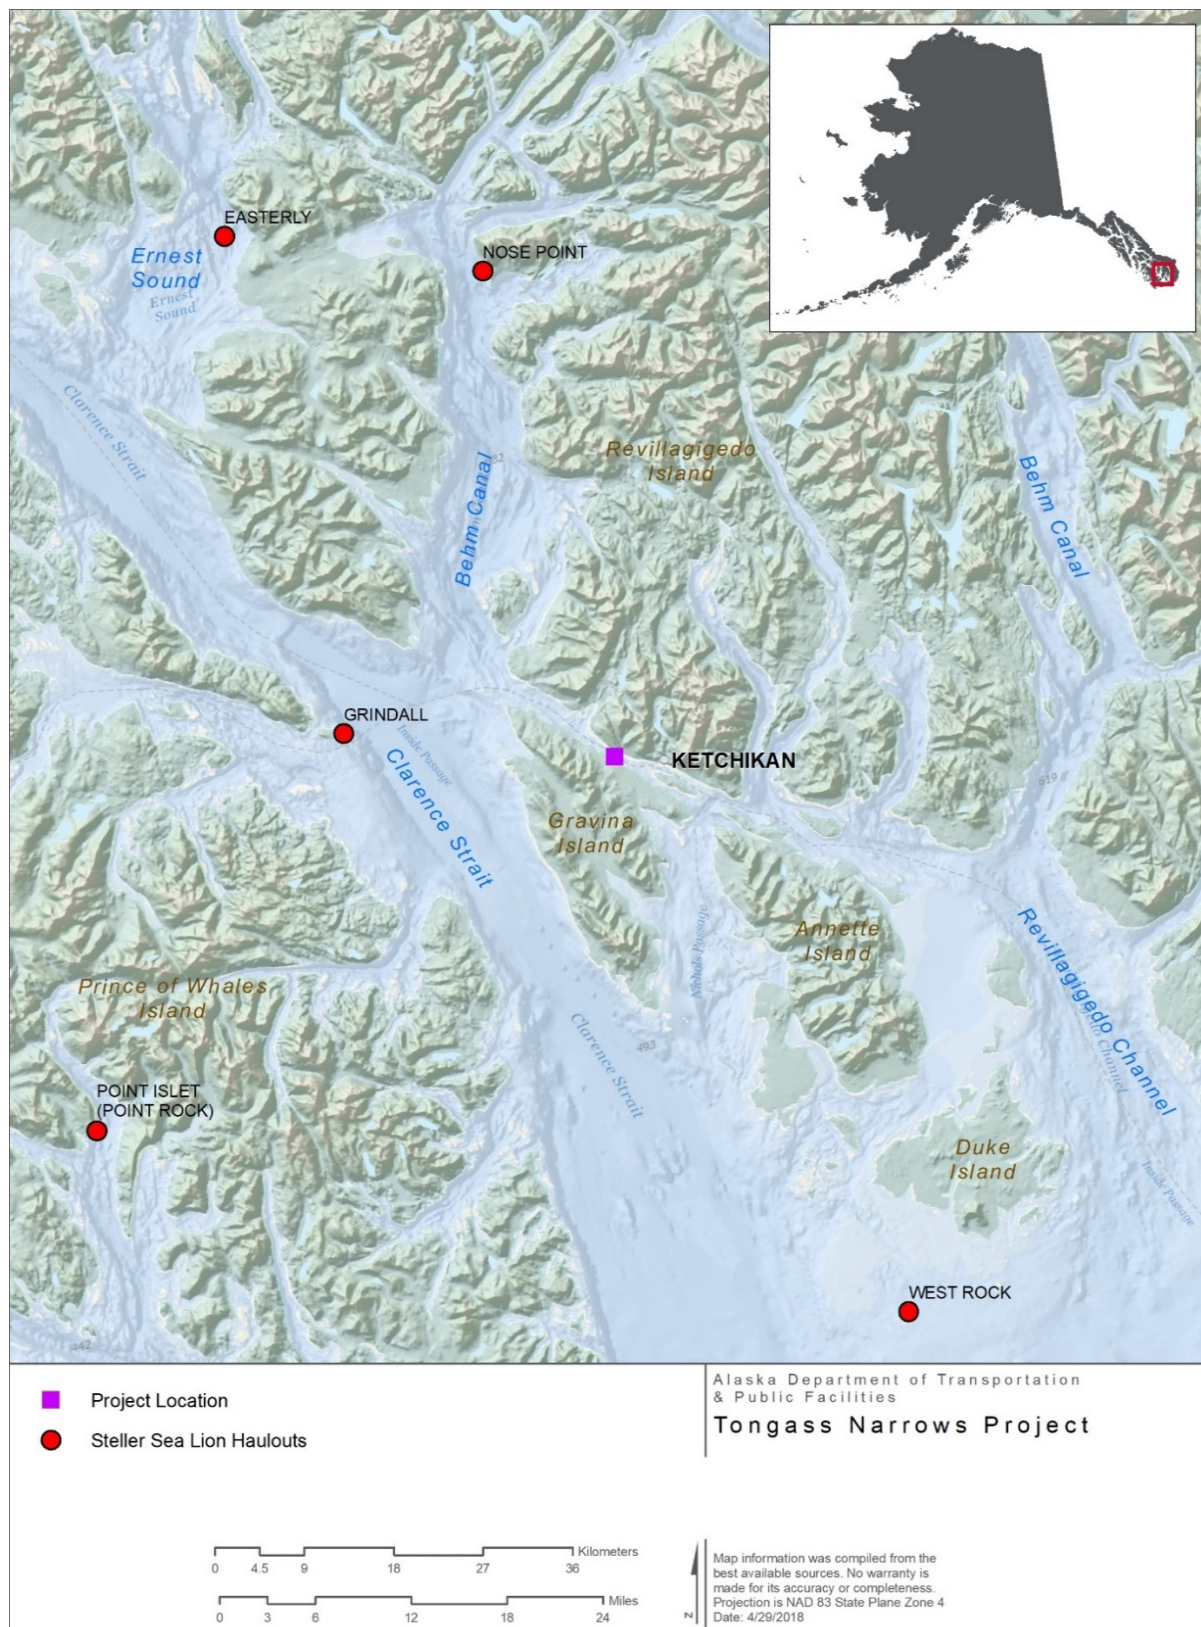 EASTERLY
Ernest
Sound
Ernest
Sound
NOSE POINT
Clarence Strait
Revillagigedo
Island
Behm Canal
Behm Canal
GRINDALL
Inside Passage
Clarence Strait
KETCHIKAN
619
Gravina
Island
Nichols Passage
Annette
Island
Revillagigedo Channel
Prince of Whales
Island
Clarence Strait
493
POINT ISLET
(POINT ROCK)
Duke
Island
Inside Passage
WEST ROCK
442
Project Location
Steller Sea Lion Haulouts
Alaska Department of Transportation
& Public Facilities
Tongass Narrows Project
Kilometers
0 4.5 9 18 27 36
Miles
0 3 6 12 18 24
N
Map information was compiled from the
best available sources. No warranty is
made for its accuracy or completeness.
Projection is NAD 83 State Plane Zone 4
Date: 4/29/2018